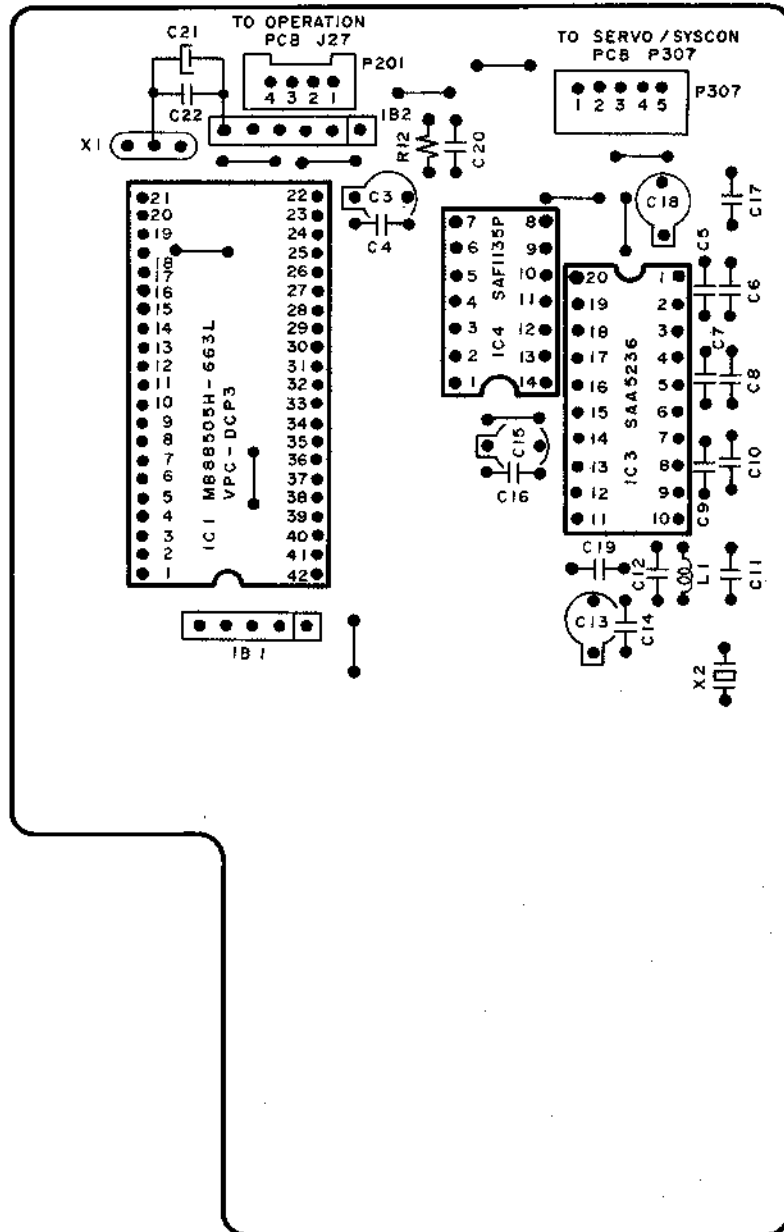 TO OPERATION
PCB J27
P201
4 3 2 1
C21
C22
X1
IB2
TO SERVO/SYSCON
PCB P307
P307
1 2 3 4 5
R12
C20
C3
C4
C18
C17
21
20
19
18
17
16
15
14
13
12
11
10
9
8
7
6
5
4
3
2
1
IC1 MB88505H-663L
VPC-DCP3
22
23
24
25
26
27
28
29
30
31
32
33
34
35
36
37
38
39
40
41
42
7
6
5
4
3
2
1
IC4 SAF1135P
8
9
10
11
12
13
14
20
19
18
17
16
15
14
13
12
11
IC3 SAA5236
1
2
3
4
5
6
7
8
9
10
C5
C6
C7
C8
C9
C10
C15
C16
C19
C12
L1
C11
C13
C14
X2
IB1